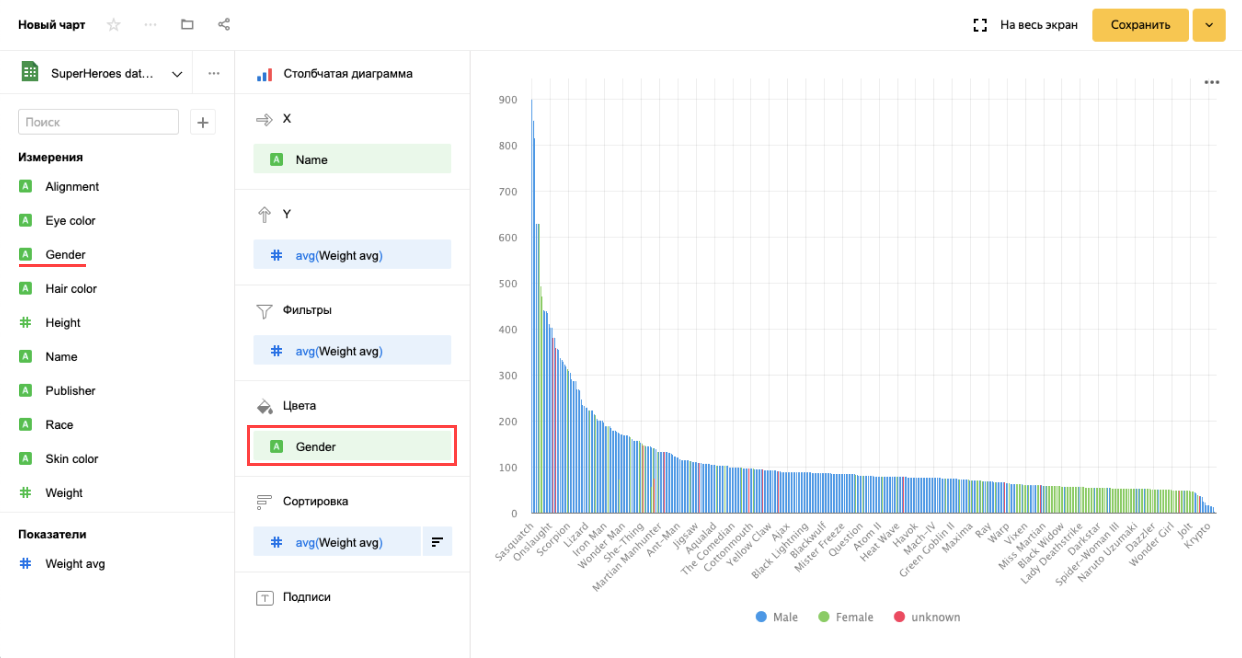 Новый чарт
На весь экран
Сохранить
SuperHeroes dat...
Поиск
Измерения
A Alignment
A Eye color
A Gender
A Hair color
# Height
A Name
A Publisher
A Race
A Skin color
# Weight
Показатели
# Weight avg
Столбчатая диаграмма
X
A Name
Y
# avg(Weight avg)
Фильтры
# avg(Weight avg)
Цвета
A Gender
Сортировка
# avg(Weight avg)
T Подписи
900
800
700
600
500
400
300
200
100
0
Sasquatch
Onslaught
Scorpion
Lizard
Iron Man
Wonder Man
She-Thing
Martian Manhunter
Ant-Man
Jigsaw
Aqualad
The Comedian
Cottonmouth
Yellow Claw
Ajax
Black Lightning
Blackwulf
Mister Freeze
Question
Atom II
Heat Wave
Havok
Mach-IV
Green Goblin II
Maxima
Ray
Warp
Vixen
Miss Martian
Black Widow
Lady Deathstrike
Darkstar
Spider-Woman III
Naruto Uzumaki
Dazzler
Wonder Girl
Jolt
Krypto
Male
Female
unknown